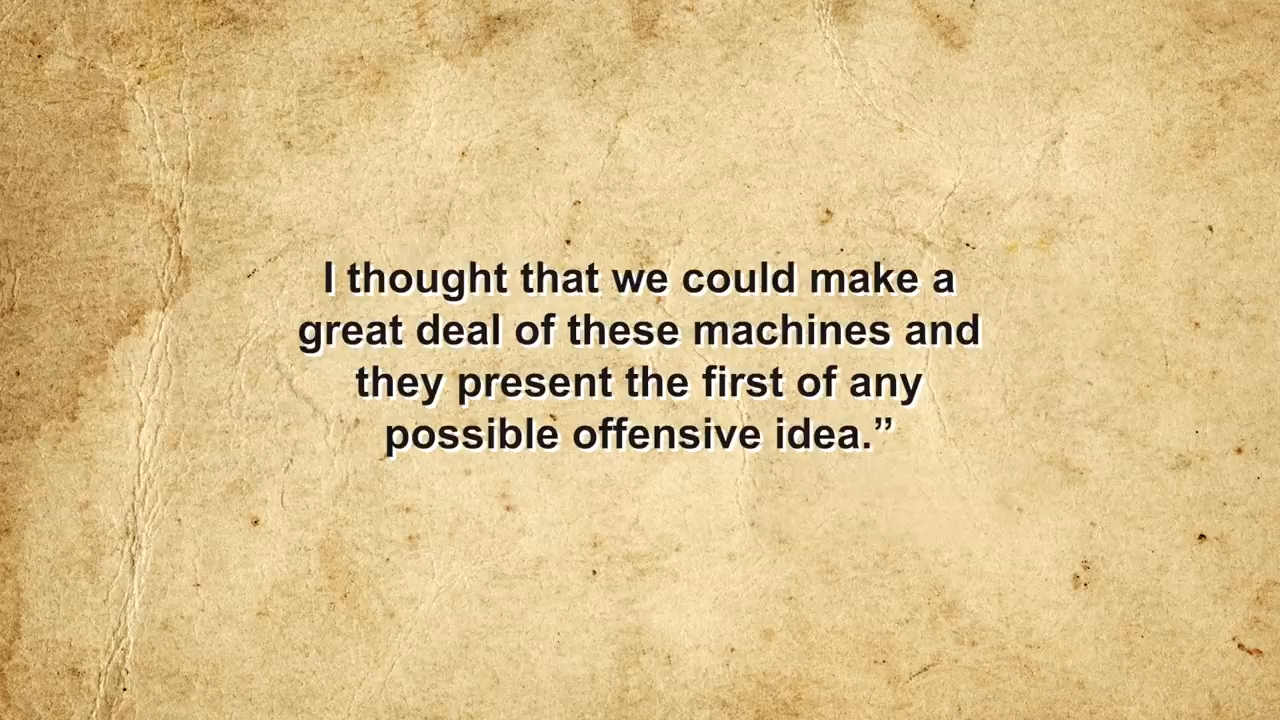 I thought that we could make a
great deal of these machines and
they present the first of any
possible offensive idea.”